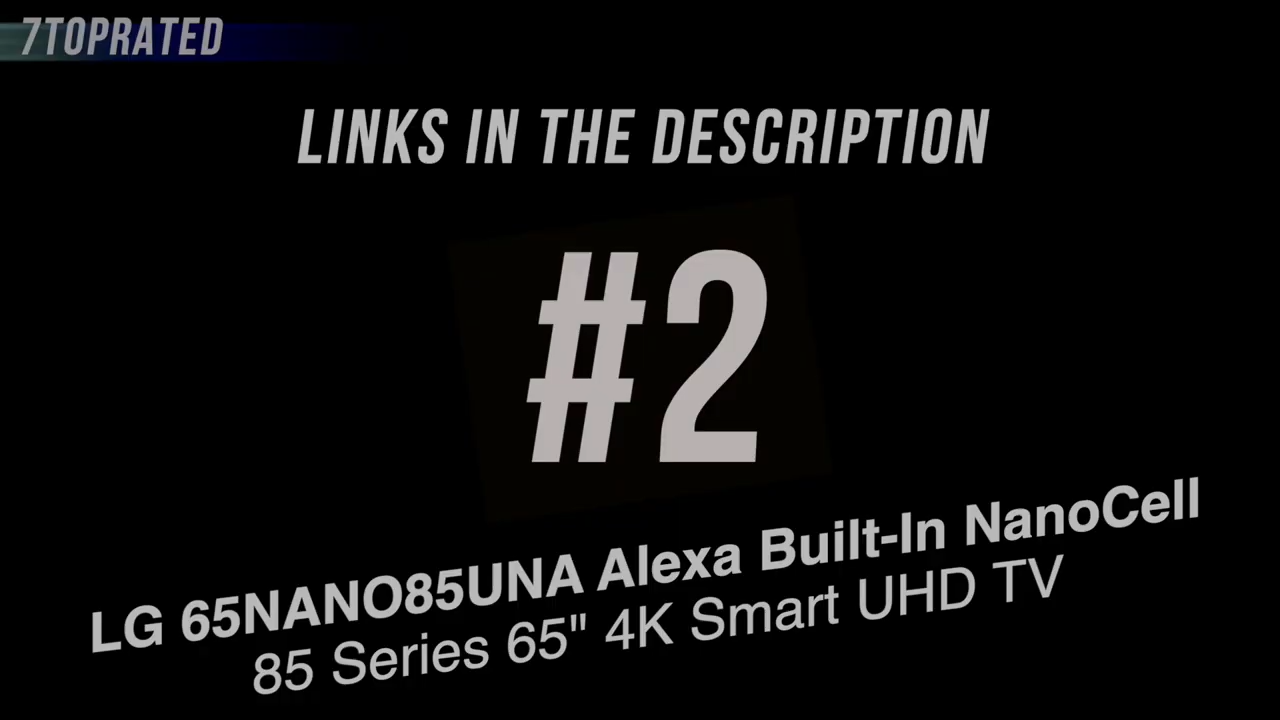 7TOPRATED
LINKS IN THE DESCRIPTION
#2
LG 65NANO85UNA Alexa Built-In NanoCell
85 Series 65" 4K Smart UHD TV